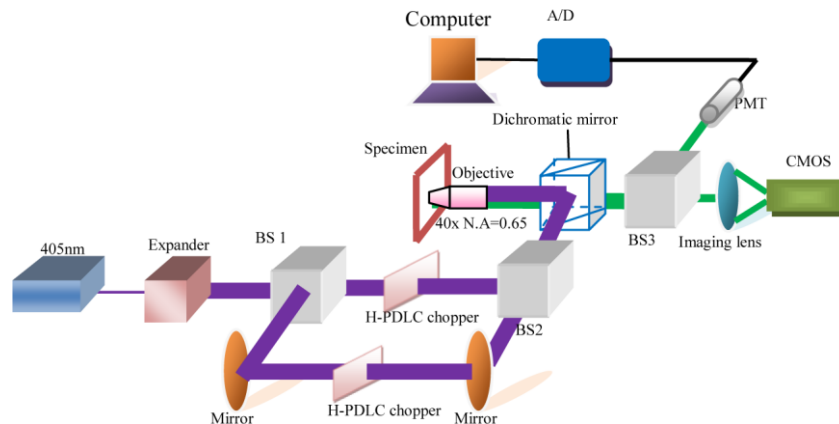 Computer
A/D
PMT
Dichromatic mirror
Specimen
Objective
CMOS
40x N.A=0.65
BS3
Imaging lens
405nm
Expander
BS 1
H-PDLC chopper
BS2
Mirror
H-PDLC chopper
Mirror